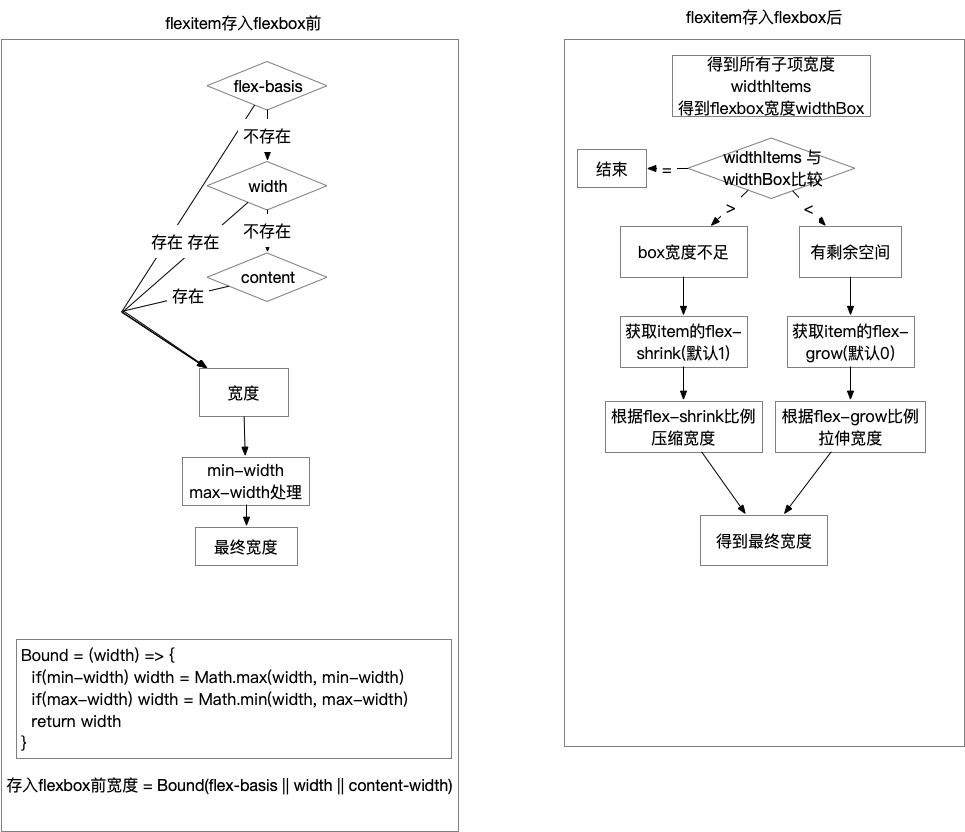 flexitem存入flexbox前
flex-basis
不存在
width
存在 存在
不存在
content
存在
宽度
min-width
max-width处理
最终宽度
Bound = (width) => {
if(min-width) width = Math.max(width, min-width)
if(max-width) width = Math.min(width, max-width)
return width
}
存入flexbox前宽度 = Bound(flex-basis || width || content-width)
flexitem存入flexbox后
得到所有子项宽度
widthItems
得到flexbox宽度widthBox
widthItems 与
widthBox比较
=
结束
>
<
box宽度不足
有剩余空间
获取item的flex-
shrink(默认1)
获取item的flex-
grow(默认0)
根据flex-shrink比例
压缩宽度
根据flex-grow比例
拉伸宽度
得到最终宽度